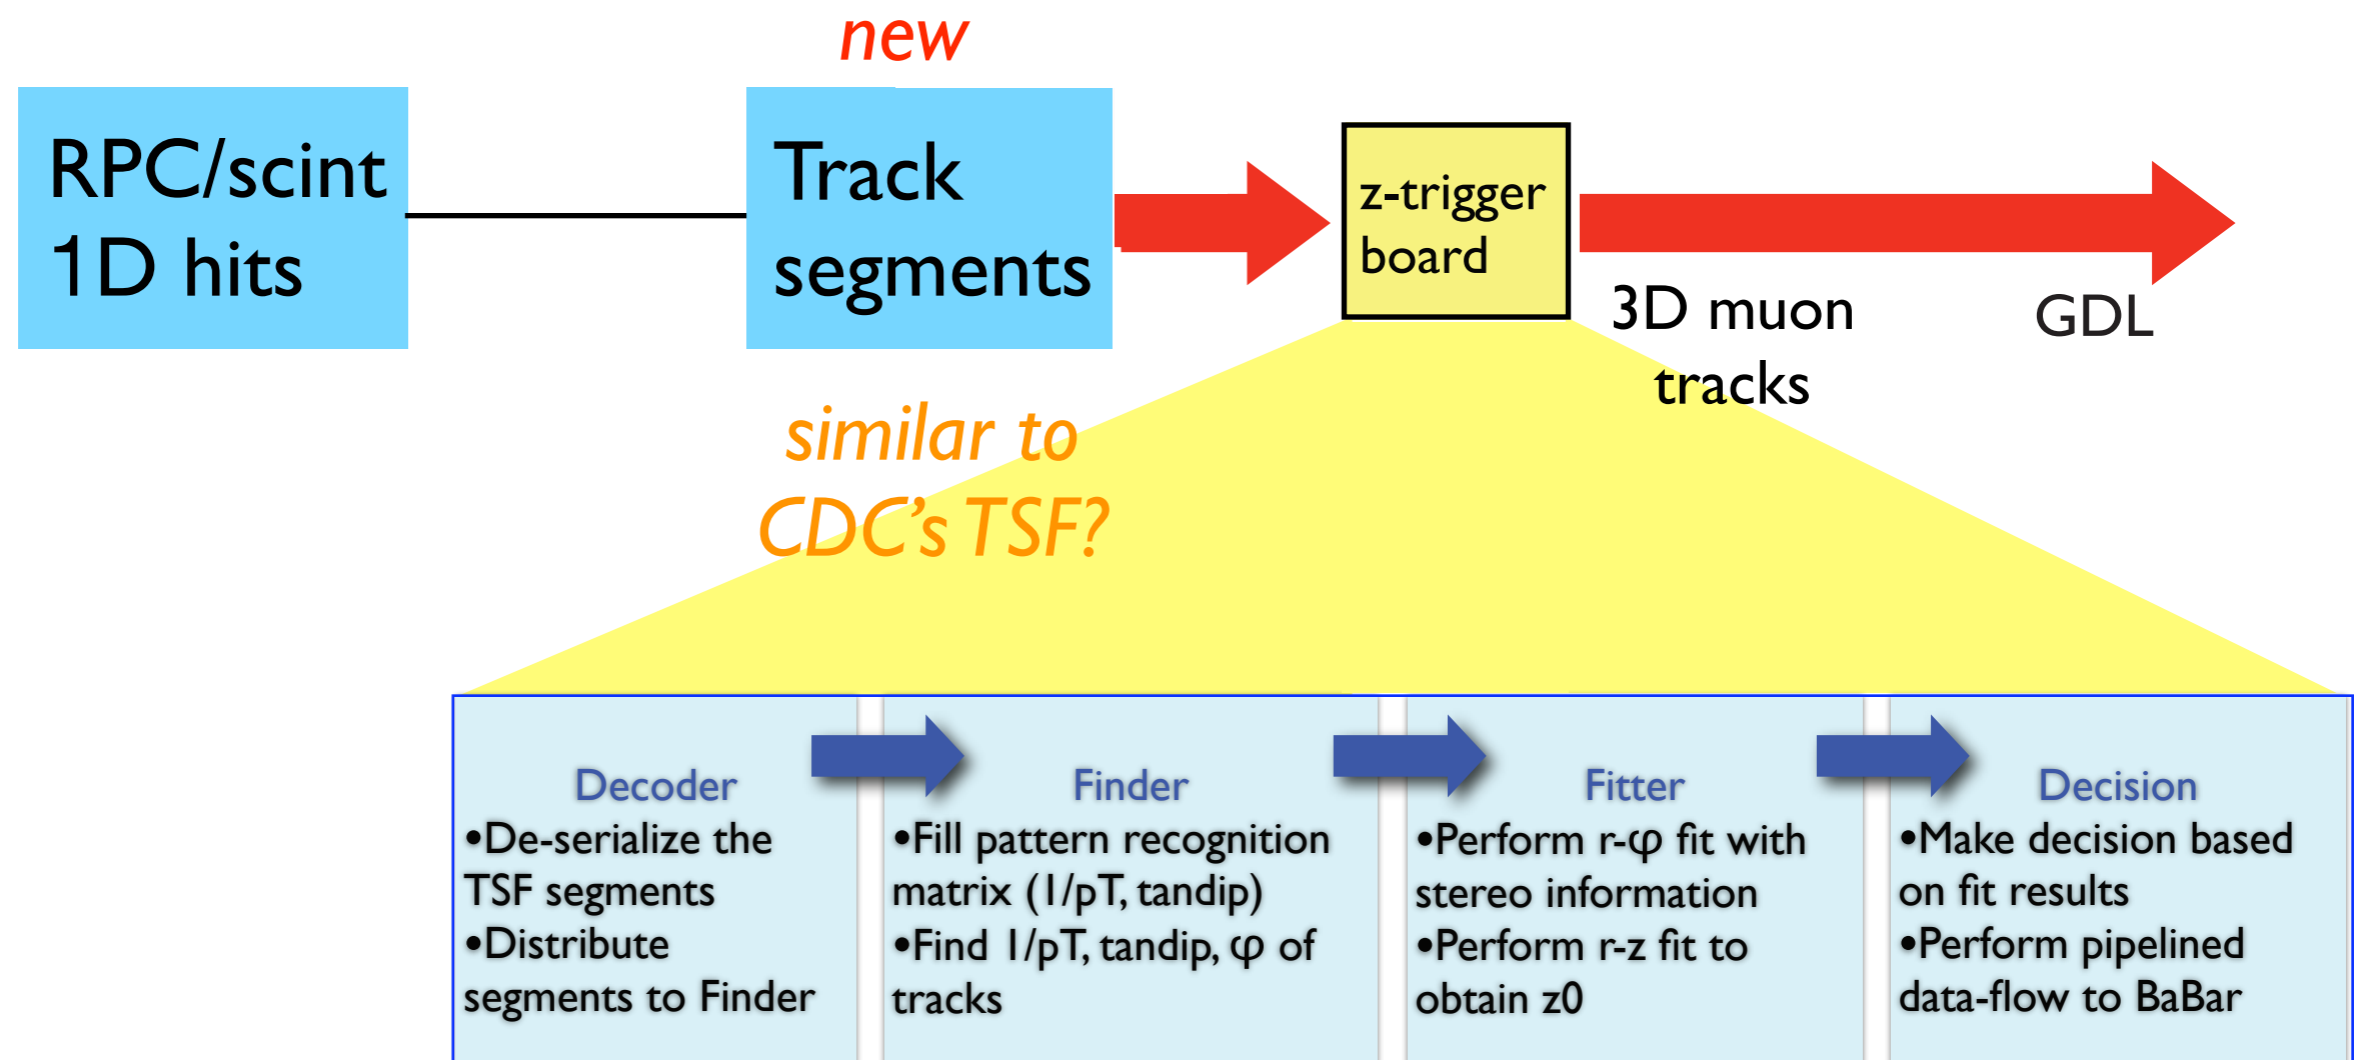 new
RPC/scint
1D hits
Track
segments
z-trigger
board
3D muon
tracks
GDL
similar to
CDC's TSF?
Decoder
•De-serialize the
TSF segments
•Distribute
segments to Finder
Finder
•Fill pattern recognition
matrix (1/pT, tandip)
•Find 1/pT, tandip, φ of
tracks
Fitter
•Perform r-φ fit with
stereo information
•Perform r-z fit to
obtain z0
Decision
•Make decision based
on fit results
•Perform pipelined
data-flow to BaBar